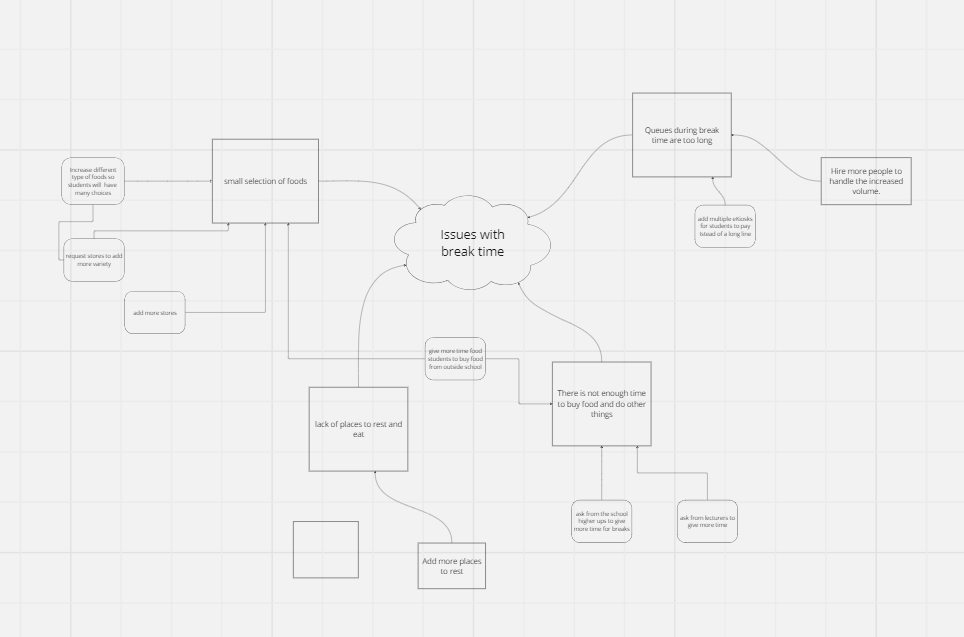 Queues during break
time are too long
Increase different
type of foods so
students will have
many choices
small selection of foods
Hire more people to
handle the increased
volume.
add multiple eKiosks
for students to pay
istead of a long line
Issues with
break time
request stores to add
more variety
add more stores
give more time food
students to buy food
from outside school
There is not enough time
to buy food and do other
things
lack of places to rest and
eat
ask from the school
higher ups to give
more time for breaks
ask from lecturers to
give more time
Add more places
to rest